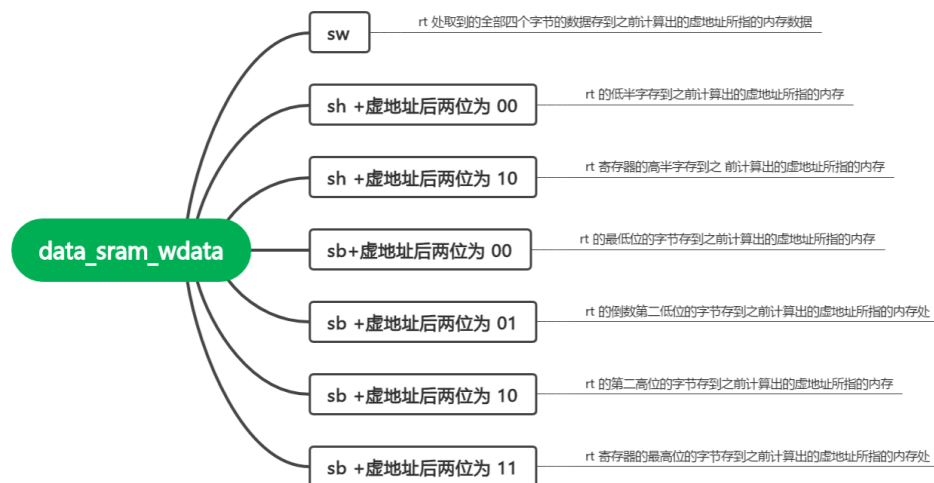 sw
rt 处取到的全部四个字节的数据存到之前计算出的虚地址所指的内存数据
sh +虚地址后两位为 00
rt 的低半字存到之前计算出的虚地址所指的内存
sh +虚地址后两位为 10
rt 寄存器的高半字存到之 前计算出的虚地址所指的内存
data_sram_wdata
sb+虚地址后两位为 00
rt 的最低位的字节存到之前计算出的虚地址所指的内存
sb +虚地址后两位为 01
rt 的倒数第二低位的字节存到之前计算出的虚地址所指的内存处
sb +虚地址后两位为 10
rt 的第二高位的字节存到之前计算出的虚地址所指的内存
sb +虚地址后两位为 11
rt 寄存器的最高位的字节存到之前计算出的虚地址所指的内存处